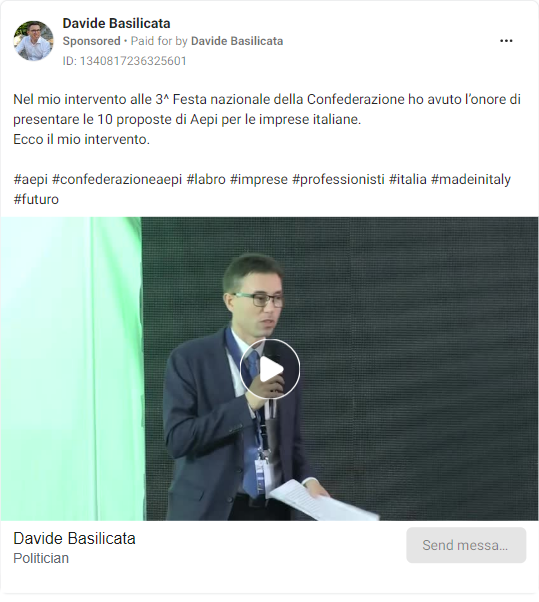 Davide Basilicata
Sponsored • Paid for by Davide Basilicata
ID: 1340817236325601
Nel mio intervento alle 3^ Festa nazionale della Confederazione ho avuto l'onore di
presentare le 10 proposte di Aepi per le imprese italiane.
Ecco il mio intervento.
#aepi #confederazioneaepi #labro #imprese #professionisti #italia #madeinitaly
#futuro
Davide Basilicata
Politician
Send messa...